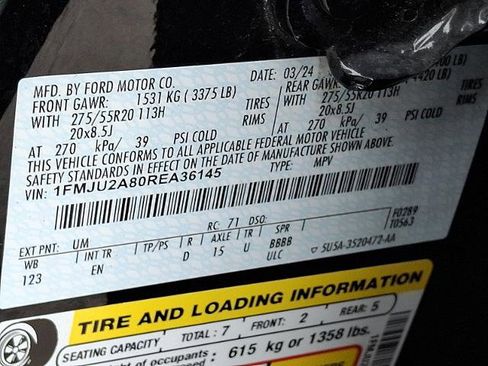 MFD. BY FORD MOTOR CO.
DATE: 03/24
FRONT GAWR: 1531 KG ( 3375 LB)
REAR GAWR
WITH 275/55R20 113H TIRES
WITH 275/55R20 113H
20x8.5J
20x8.5J
AT 270 kPa/ 39 PSI COLD
AT 270 kPa/ 39 PSI COLD
THIS VEHICLE CONFORMS TO ALL APPLICABLE FEDERAL MOTOR VEHICLE
SAFETY STANDARDS IN EFFECT ON THE DATE OF MANUFACTURE SHOWN ABOVE.
VIN: 1FMJU2A80REA36145
TYPE: MPV
EXT PNT: UM RC: 71 DSO: F0289
WB INT TR TP/PS R AXLE TR SPR T0563
123 EN D 15 U BBBB
ULC 5U5A-3520472-AA
TIRE AND LOADING INFORMATION
SEATING CAPACITY TOTAL: 7 FRONT: 2 REAR: 5
of occupants 615 kg or 1358 lbs.